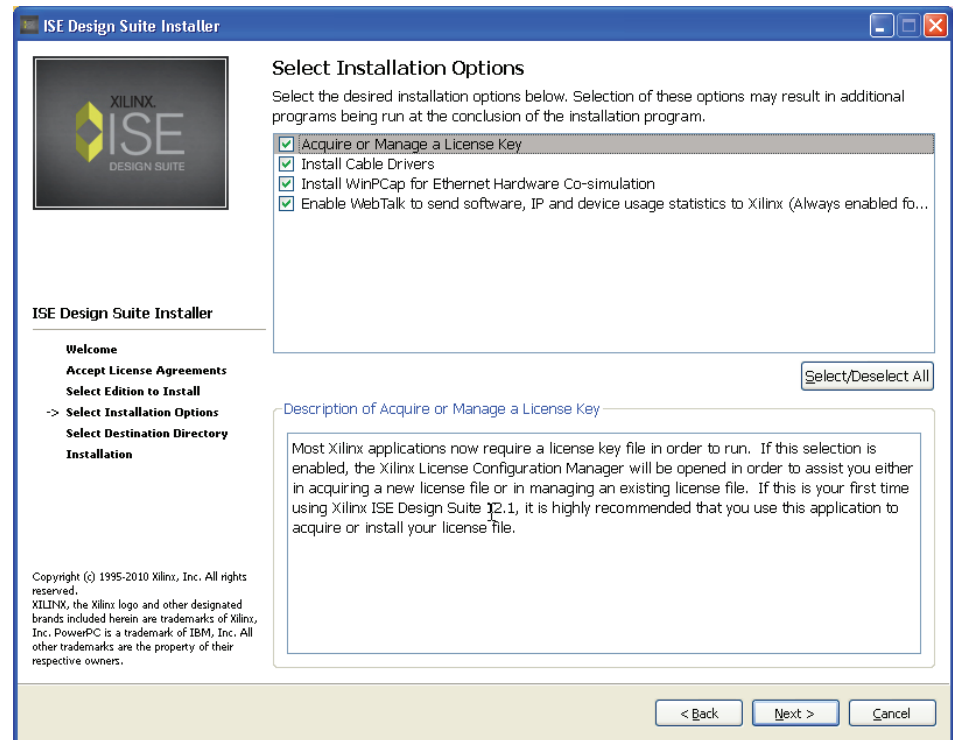 ISE Design Suite Installer
XILINX
ISE
DESIGN SUITE
ISE Design Suite Installer
Welcome
Accept License Agreements
Select Edition to Install
-> Select Installation Options
Select Destination Directory
Installation
Copyright (c) 1995-2010 Xilinx, Inc. All rights
reserved.
XILINX, the Xilinx logo and other designated
brands included herein are trademarks of Xilinx,
Inc. PowerPC is a trademark of IBM, Inc. All
other trademarks are the property of their
respective owners.
Select Installation Options
Select the desired installation options below. Selection of these options may result in additional
programs being run at the conclusion of the installation program.
Acquire or Manage a License Key
Install Cable Drivers
Install WinPCap for Ethernet Hardware Co-simulation
Enable WebTalk to send software, IP and device usage statistics to Xilinx (Always enabled fo...
Select/Deselect All
Description of Acquire or Manage a License Key
Most Xilinx applications now require a license key file in order to run. If this selection is
enabled, the Xilinx License Configuration Manager will be opened in order to assist you either
in acquiring a new license file or in managing an existing license file. If this is your first time
using Xilinx ISE Design Suite 12.1, it is highly recommended that you use this application to
acquire or install your license file.
< Back
Next >
Cancel